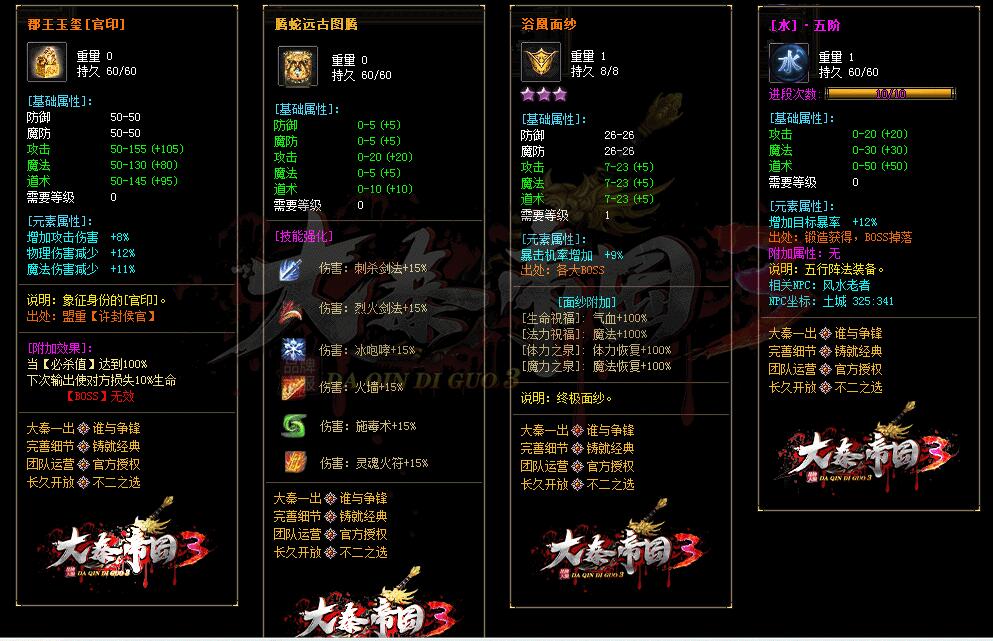 郡王玉玺[官印]
重量 0
持久 60/60
[基础属性]:
防御 50-50
魔防 50-50
攻击 50-155 (+105)
魔法 50-130 (+80)
道术 50-145 (+95)
需要等级 0
[元素属性]:
增加攻击伤害 +8%
物理伤害减少 +12%
魔法伤害减少 +11%
说明: 象征身份的[官印]。
出处: 盟重【许封侯官】
[附加效果]:
当【必杀值】达到100%
下次输出使对方损失10%生命
【BOSS】无效
大秦一出 谁与争锋
完善细节 铸就经典
团队运营 官方授权
长久开放 不二之选
大秦帝国3
DA QIN DI GUO 3
腾蛇远古图腾
重量 0
持久 60/60
[基础属性]:
防御 0-5 (+5)
魔防 0-5 (+5)
攻击 0-20 (+20)
魔法 0-5 (+5)
道术 0-10 (+10)
需要等级 0
[技能强化]
伤害: 刺杀剑法+15%
伤害: 烈火剑法+15%
伤害: 冰咆哮+15%
伤害: 火墙+15%
伤害: 施毒术+15%
伤害: 灵魂火符+15%
大秦一出 谁与争锋
完善细节 铸就经典
团队运营 官方授权
长久开放 不二之选
大秦帝国3
浴凰面纱
重量 1
持久 8/8
[基础属性]:
防御 26-26
魔防 26-26
攻击 7-23 (+5)
魔法 7-23 (+5)
道术 7-23 (+5)
需要等级 1
[元素属性]:
暴击机率增加 +9%
出处: 各大BOSS
[面纱附加]
[生命祝福]: 气血+100%
[法力祝福]: 魔法+100%
[体力之泉]: 体力恢复+100%
[魔力之泉]: 魔法恢复+100%
说明: 终极面纱。
大秦一出 谁与争锋
完善细节 铸就经典
团队运营 官方授权
长久开放 不二之选
大秦帝国3
DA QIN DI GUO 3
[水]·五阶
水
重量 1
持久 60/60
进段次数: 10/10
[基础属性]:
攻击 0-20 (+20)
魔法 0-30 (+30)
道术 0-50 (+50)
需要等级 0
[元素属性]:
增加目标暴率 +12%
出处: 锻造获得, BOSS掉落
附加属性: 无
说明: 五行阵法装备。
相关NPC: 风水老者
NPC坐标: 土城 325:341
大秦一出 谁与争锋
完善细节 铸就经典
团队运营 官方授权
长久开放 不二之选
大秦帝国3
DA QIN DI GUO 3
大秦帝国3
DA QIN DI GUO 3